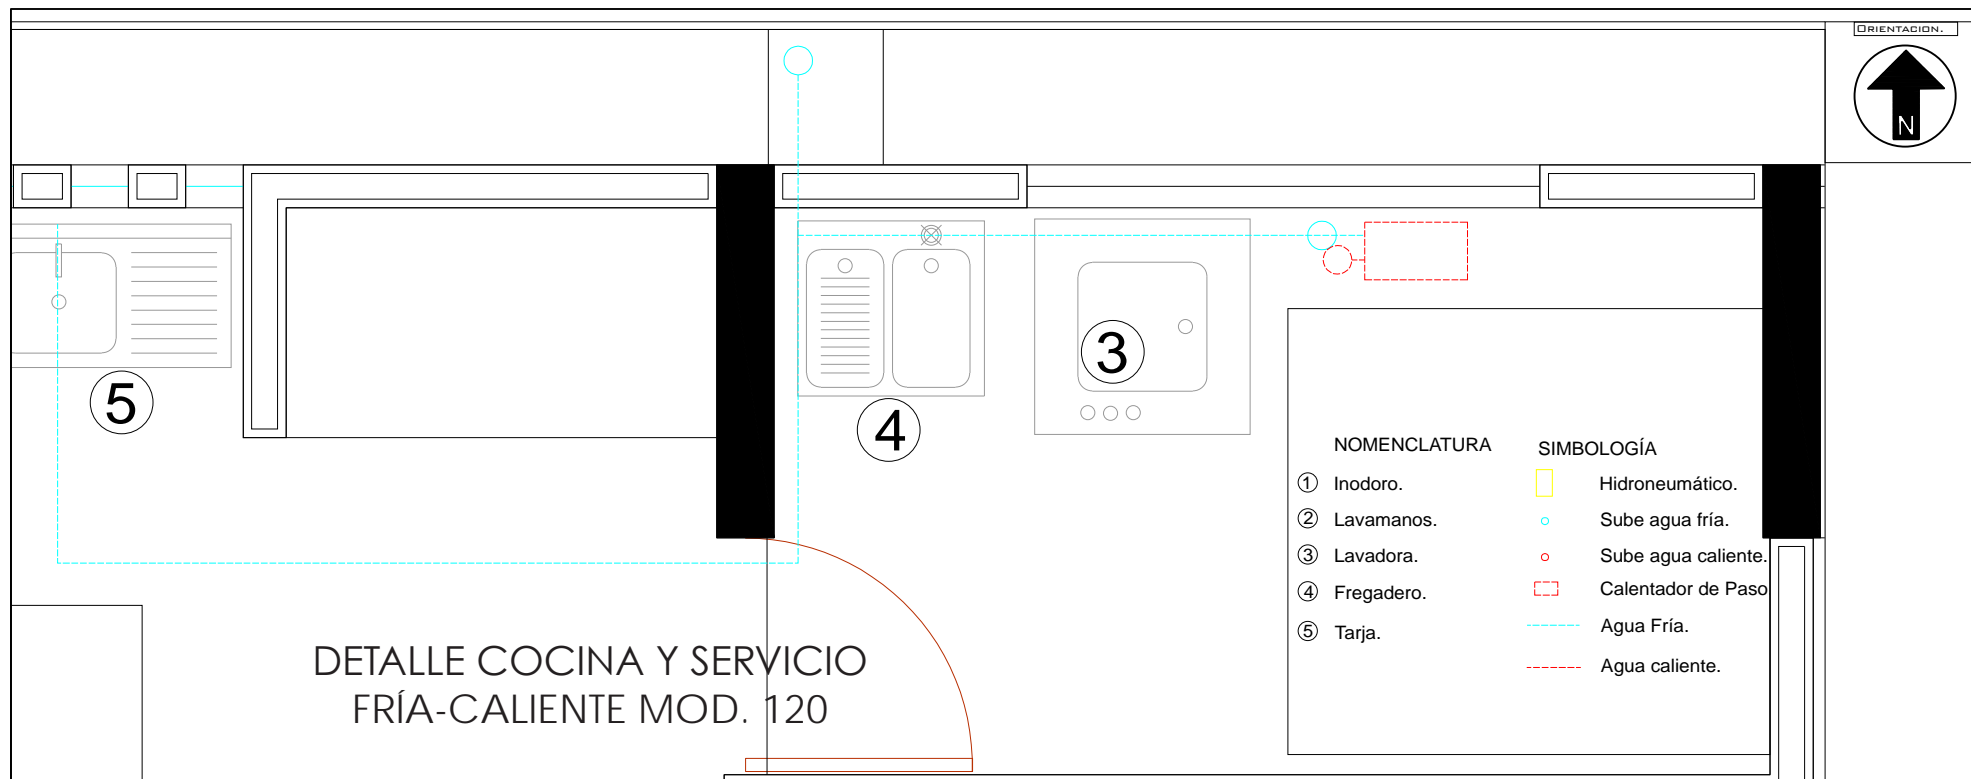 ORIENTACION.
N
5
4
3
NOMENCLATURA
1 Inodoro.
2 Lavamanos.
3 Lavadora.
4 Fregadero.
5 Tarja.
SIMBOLOGÍA
Hidroneumático.
Sube agua fría.
Sube agua caliente.
Calentador de Paso
Agua Fría.
Agua caliente.
DETALLE COCINA Y SERVICIO
FRÍA-CALIENTE MOD. 120